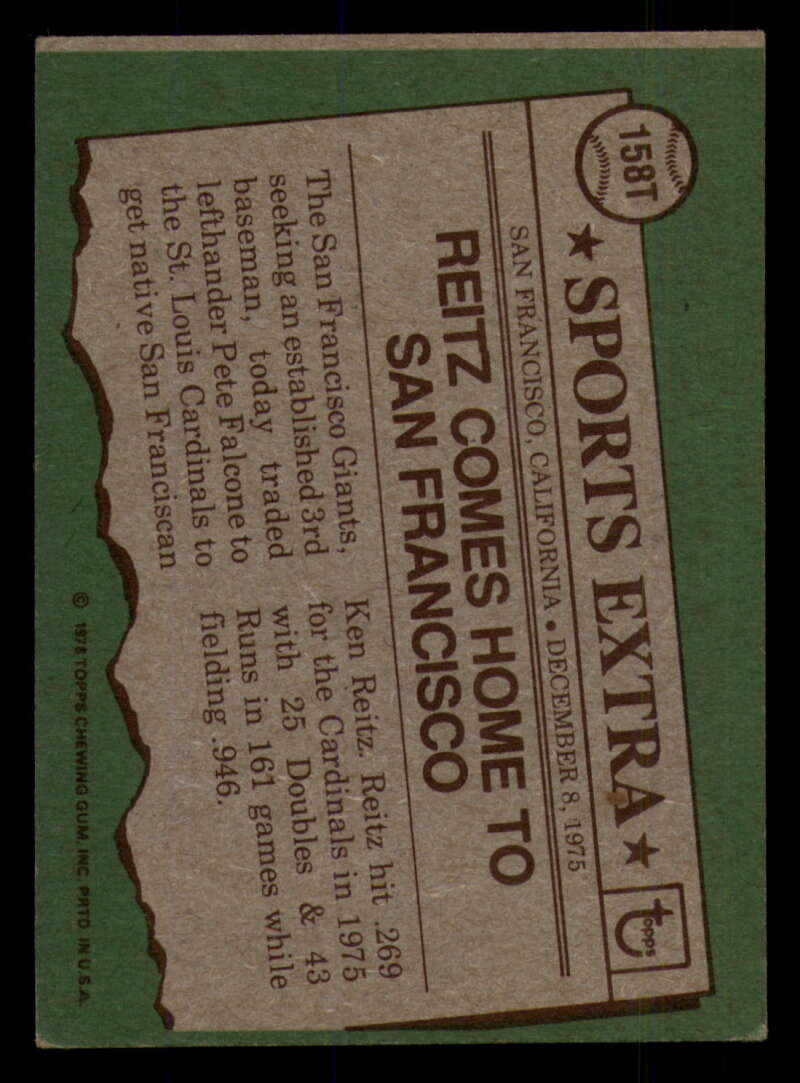 158T
★ SPORTS EXTRA ★
topps
SAN FRANCISCO, CALIFORNIA • DECEMBER 8, 1975
REITZ COMES HOME TO
SAN FRANCISCO
The San Francisco Giants,
seeking an established 3rd
baseman, today traded
lefthander Pete Falcone to
the St. Louis Cardinals to
get native San Franciscan
Ken Reitz. Reitz hit .269
for the Cardinals in 1975
with 25 Doubles & 43
Runs in 161 games while
fielding .946.
© 1976 TOPPS CHEWING GUM, INC. PRTD. IN U.S.A.